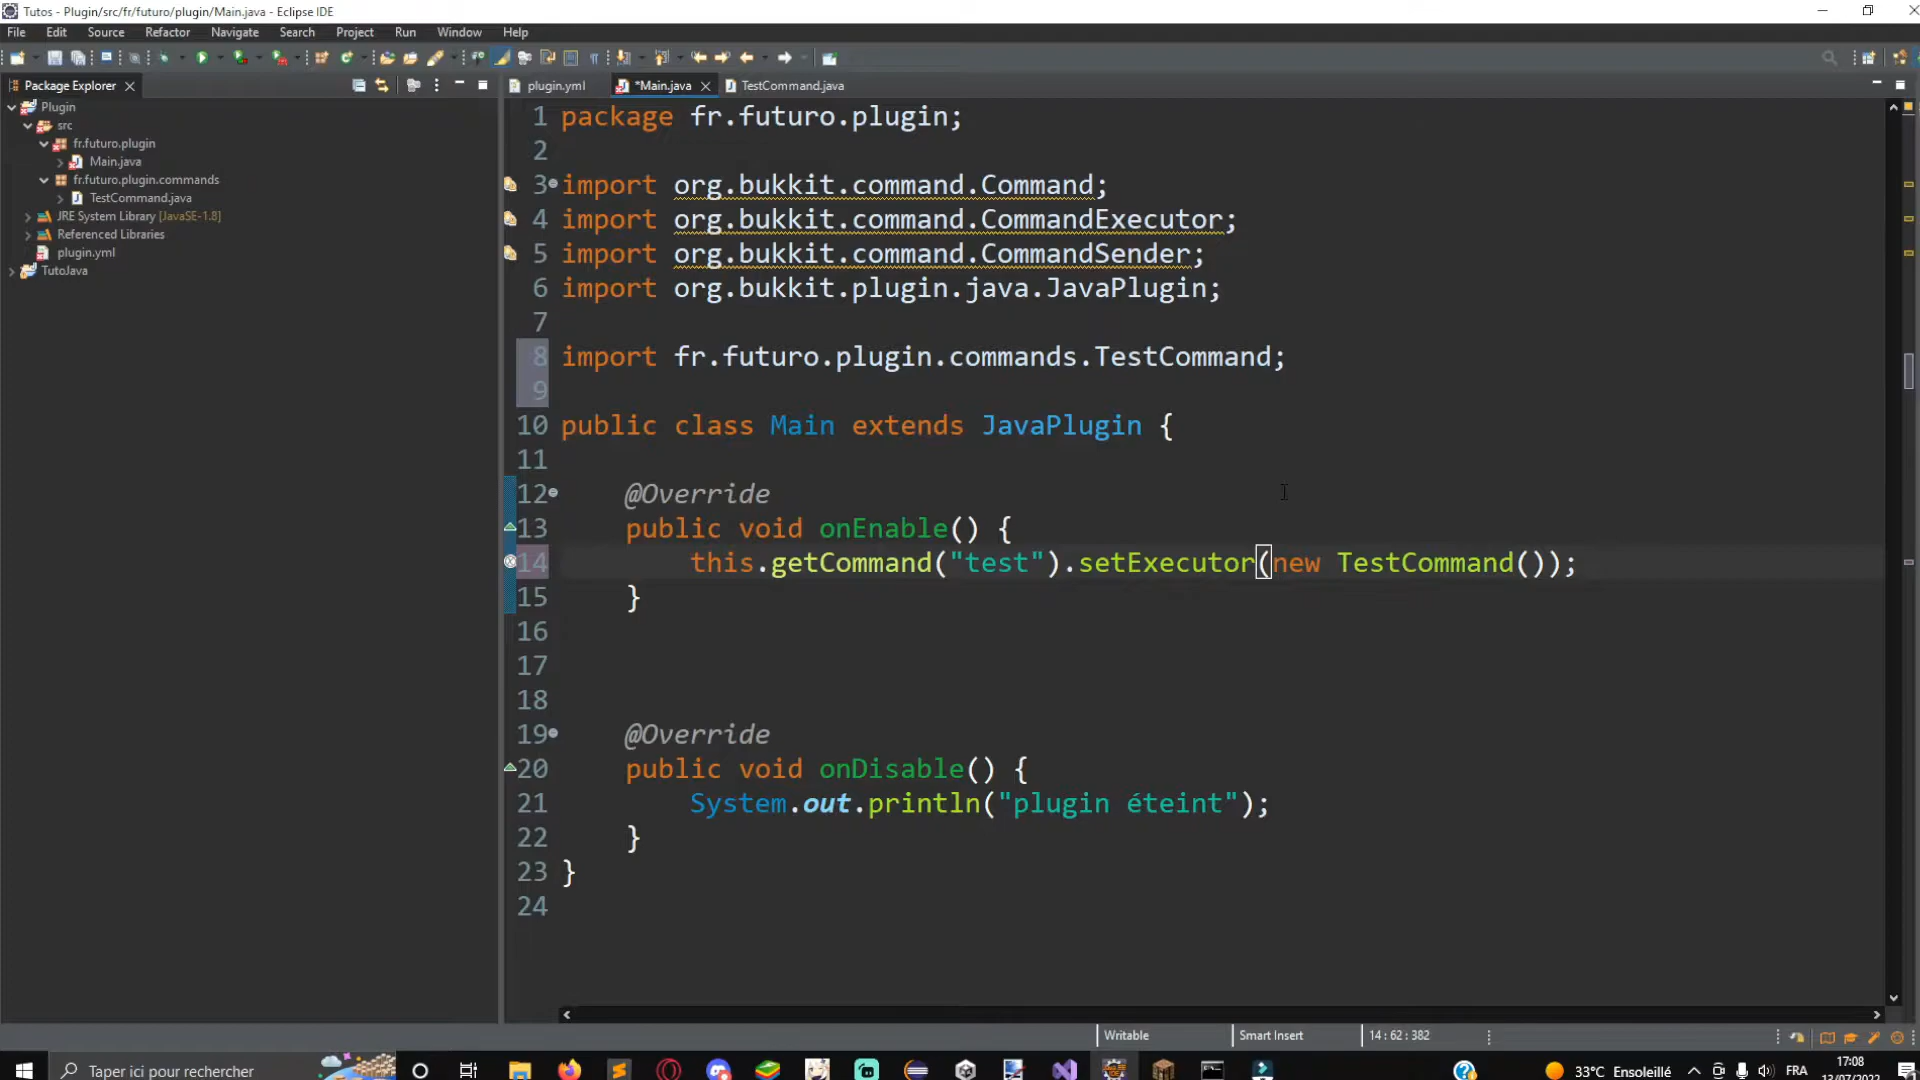 Tutos - Plugin/src/fr/futuro/plugin/Main.java - Eclipse IDE
File Edit Source Refactor Navigate Search Project Run Window Help
Package Explorer
Plugin
src
fr.futuro.plugin
Main.java
fr.futuro.plugin.commands
TestCommand.java
JRE System Library [JavaSE-1.8]
Referenced Libraries
plugin.yml
TutoJava
plugin.yml *Main.java TestCommand.java
1 package fr.futuro.plugin;
2
3 import org.bukkit.command.Command;
4 import org.bukkit.command.CommandExecutor;
5 import org.bukkit.command.CommandSender;
6 import org.bukkit.plugin.java.JavaPlugin;
7
8 import fr.futuro.plugin.commands.TestCommand;
9
10 public class Main extends JavaPlugin {
11
12 @Override
13 public void onEnable() {
14 this.getCommand("test").setExecutor(new TestCommand());
15 }
16
17
18
19 @Override
20 public void onDisable() {
21 System.out.println("plugin éteint");
22 }
23 }
24
Writable Smart Insert 14 : 62 : 382
Taper ici pour rechercher
33°C Ensoleillé
FRA
17:08
13/07/2022